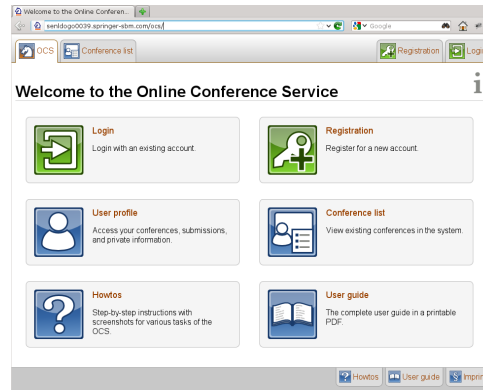 Welcome to the Online Conferen...
senldogo0039.springer-sbm.com/ocs/
Google
OCS
Conference list
Registration
Welcome to the Online Conference Service
Login
Login with an existing account.
Registration
Register for a new account.
User profile
Access your conferences, submissions,
and private information.
Conference list
View existing conferences in the system.
Howtos
Step-by-step instructions with
screenshots for various tasks of the
OCS.
User guide
The complete user guide in a printable
PDF.
Howtos
User guide